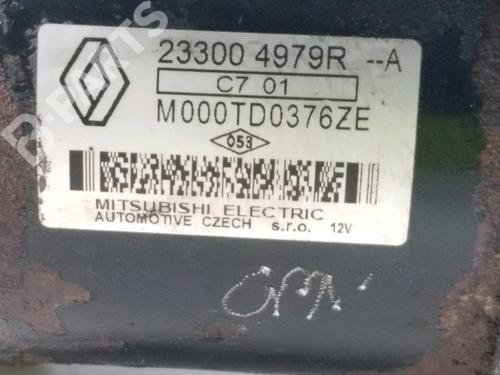 23300 4979R --A
C7 01
M000TD0376ZE
053
MITSUBISHI ELECTRIC
AUTOMOTIVE CZECH s.r.o. 12V